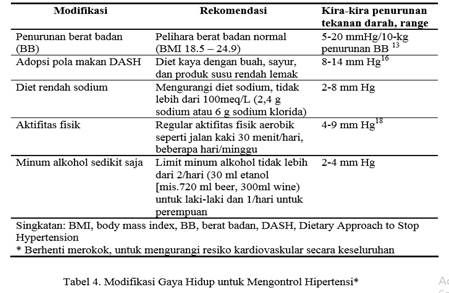 Modifikasi Rekomendasi Kira-kira penurunan
tekanan darah, range
Penurunan berat badan Pelihara berat badan normal 5-20 mmHg/10-kg
(BB) (BMI 18.5 – 24.9) penurunan BB 13
Adopsi pola makan DASH Diet kaya dengan buah, sayur, 8-14 mm Hg16
dan produk susu rendah lemak
Diet rendah sodium Mengurangi diet sodium, tidak 2-8 mm Hg
lebih dari 100meq/L (2,4 g
sodium atau 6 g sodium klorida)
Aktifitas fisik Regular aktifitas fisik aerobik 4-9 mm Hg18
seperti jalan kaki 30 menit/hari,
beberapa hari/minggu
Minum alkohol sedikit saja Limit minum alkohol tidak lebih 2-4 mm Hg
dari 2/hari (30 ml etanol
[mis.720 ml beer, 300ml wine)
untuk laki-laki dan 1/hari untuk
perempuan
Singkatan: BMI, body mass index, BB, berat badan, DASH, Dietary Approach to Stop
Hypertension
* Berhenti merokok, untuk mengurangi resiko kardiovaskular secara keseluruhan
Tabel 4. Modifikasi Gaya Hidup untuk Mengontrol Hipertensi*